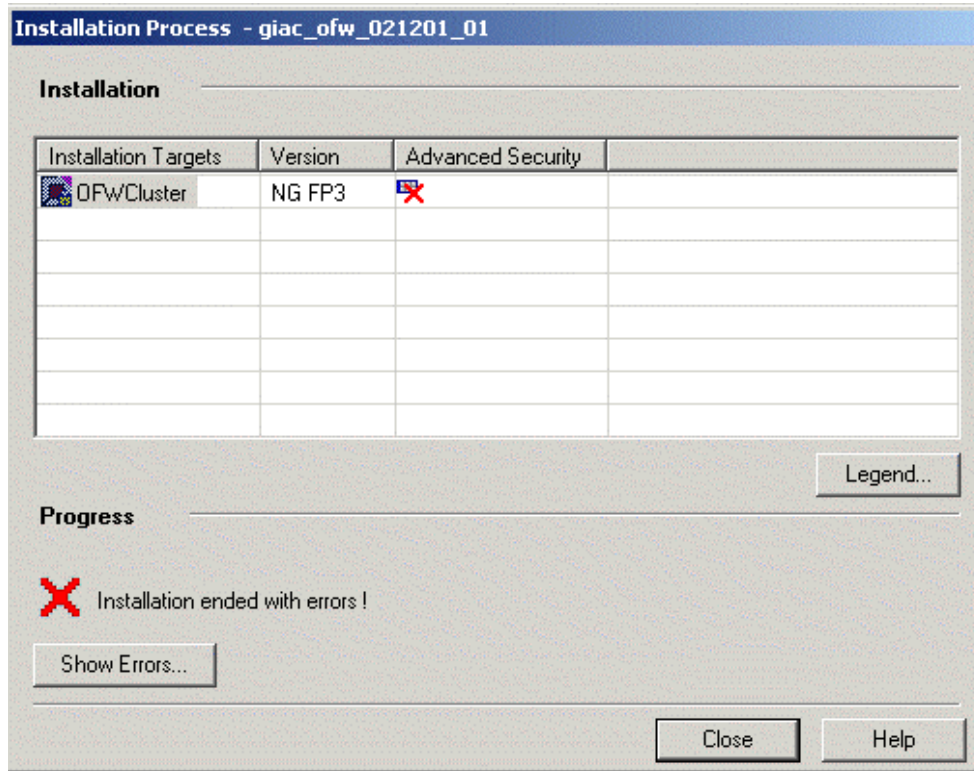 Installation Process - giac_ofw_021201_01
Installation
Installation Targets Version Advanced Security
OFWCluster NG FP3
Legend...
Progress
Installation ended with errors !
Show Errors...
Close Help